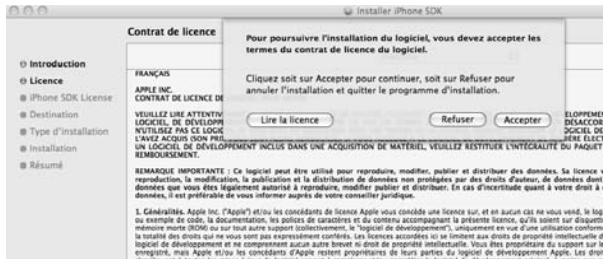 Installer iPhone SDK
Contrat de licence
Pour poursuivre l'installation du logiciel, vous devez accepter les
termes du contrat de licence du logiciel.
Cliquez soit sur Accepter pour continuer, soit sur Refuser pour
annuler l'installation et quitter le programme d'installation.
Lire la licence
Refuser
Accepter
Introduction
Licence
iPhone SDK License
Destination
Type d'installation
Installation
Résumé
FRANÇAIS
APPLE INC.
CONTRAT DE LICENCE DE
VEUILLEZ LIRE ATTENTIV
LOGICIEL, DE DÉVELOPP
N'UTILISEZ PAS CE LOGIC
L'AVEZ ACQUIS (SON PRI
UN LOGICIEL DE DÉVELOPPEMENT INCLUS DANS UNE ACQUISITION DE MATÉRIEL, VEUILLEZ RESTITUER L'INTÉGRALITÉ DU PAQUET
REMBOURSEMENT.
REMARQUE IMPORTANTE : Ce logiciel peut être utilisé pour reproduire, modifier, publier et distribuer des données. Sa licence v
reproduction, la modification, la publication et la distribution de données non protégées par des droits d'auteur, de données dont
données que vous êtes légalement autorisé à reproduire, modifier publier et distribuer. En cas d'incertitude quant à votre droit à
données, il est préférable de vous informer auprès de votre conseiller juridique.
1. Généralités. Apple Inc. ("Apple") et/ou les concédants de licence Apple vous concède une licence sur, et en aucun cas ne vous vend, le log
ou exemple de code, la documentation, les polices de caractères et du contenu accompagnant la présente licence, qu'ils soient sur disquett
mémoire morte (ROM) ou sur tout autre support (collectivement, le "logiciel de développement"), uniquement en vue d'une utilisation conform
la totalité des droits qui ne vous sont pas expressément conférés. Les licences accordées ici se limitent aux droits de propriété intellectuelle d
logiciel de développement et ne comprennent aucun autre brevet ni droit de propriété intellectuelle. Vous êtes propriétaire du support sur le
enregistré, mais Apple et/ou les concédants d'Apple restent propriétaires de leurs parties du logiciel de développement. Les droi